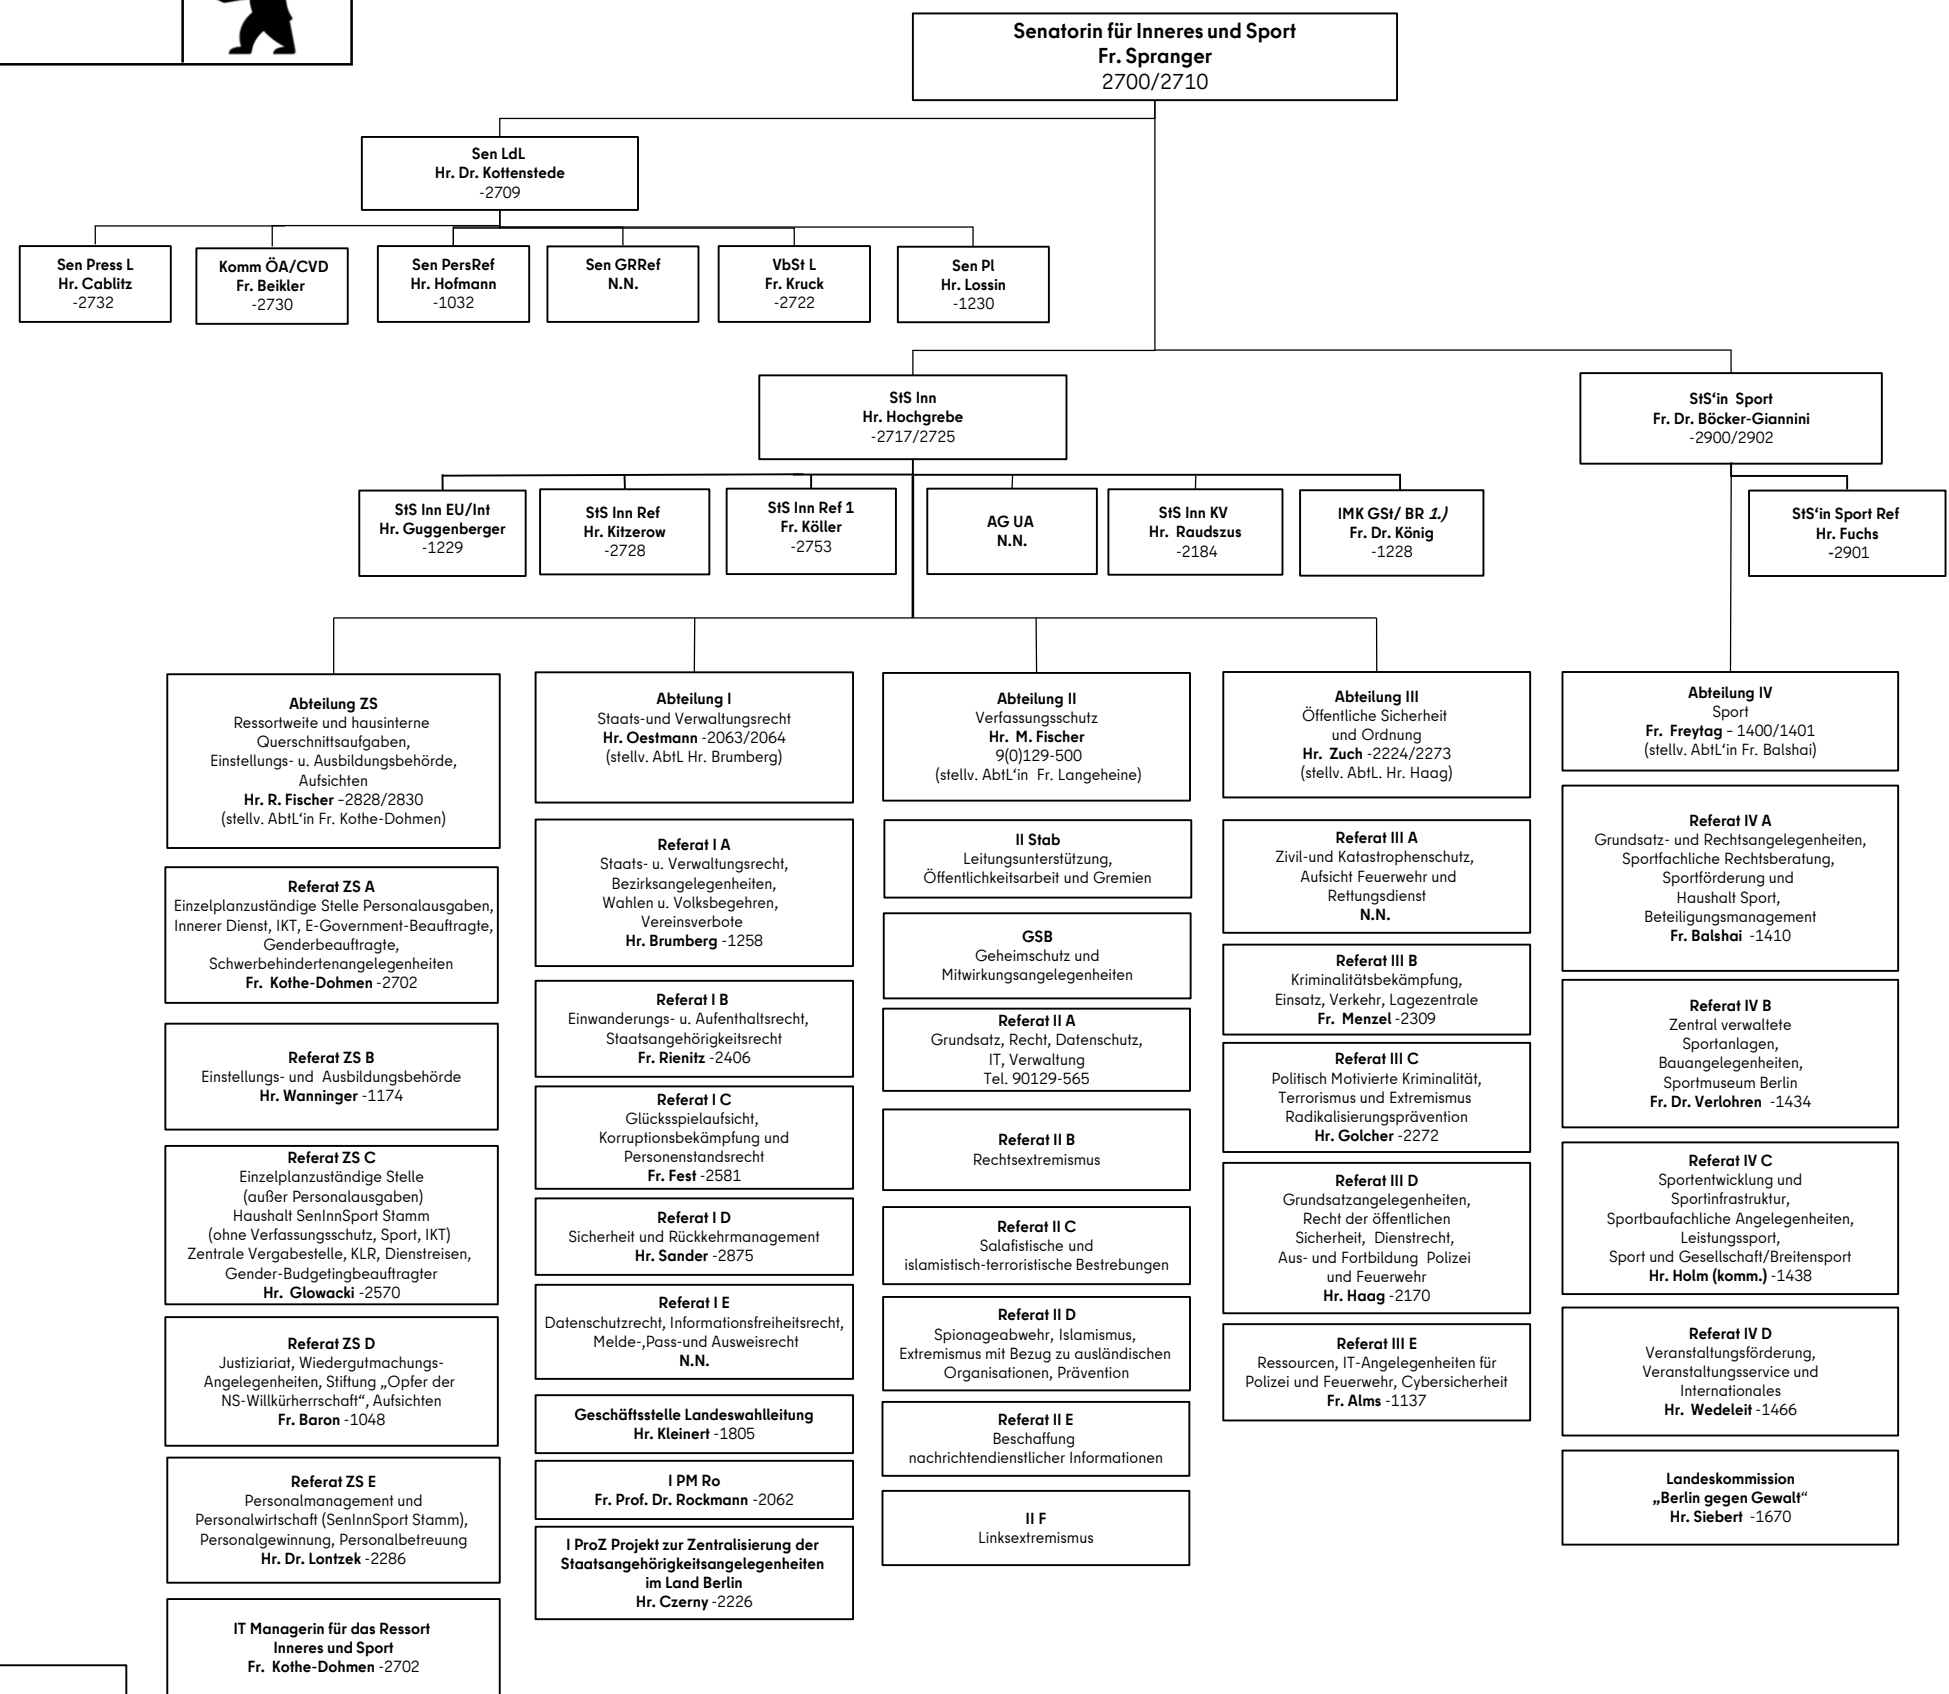 Senatorin für Inneres und Sport
Fr. Spranger
2700/2710
Sen LdL
Hr. Dr. Kottenstede
-2709
Sen Press L
Hr. Cablitz
-2732
Komm ÖA/CVD
Fr. Beikler
-2730
Sen PersRef
Hr. Hofmann
-1032
Sen GRRef
N.N.
VbSt L
Fr. Kruck
-2722
Sen Pl
Hr. Lossin
-1230
StS Inn
Hr. Hochgrebe
-2717/2725
StS‘in Sport
Fr. Dr. Böcker-Giannini
-2900/2902
StS Inn EU/Int
Hr. Guggenberger
-1229
StS Inn Ref
Hr. Kitzerow
-2728
StS Inn Ref 1
Fr. Köller
-2753
AG UA
N.N.
StS Inn KV
Hr. Raudszus
-2184
IMK GSt/ BR 1.)
Fr. Dr. König
-1228
StS‘in Sport Ref
Hr. Fuchs
-2901
Abteilung ZS
Ressortweite und hausinterne
Querschnittsaufgaben,
Einstellungs- u. Ausbildungsbehörde,
Aufsichten
Hr. R. Fischer -2828/2830
(stellv. AbtL‘in Fr. Kothe-Dohmen)
Referat ZS A
Einzelplanzuständige Stelle Personalausgaben,
Innerer Dienst, IKT, E-Government-Beauftragte,
Genderbeauftragte,
Schwerbehindertenangelegenheiten
Fr. Kothe-Dohmen -2702
Referat ZS B
Einstellungs- und Ausbildungsbehörde
Hr. Wanninger -1174
Referat ZS C
Einzelplanzuständige Stelle
(außer Personalausgaben)
Haushalt SenInnSport Stamm
(ohne Verfassungsschutz, Sport, IKT)
Zentrale Vergabestelle, KLR, Dienstreisen,
Gender-Budgetingbeauftragter
Hr. Glowacki -2570
Referat ZS D
Justiziariat, Wiedergutmachungs-
Angelegenheiten, Stiftung „Opfer der
NS-Willkürherrschaft“, Aufsichten
Fr. Baron -1048
Referat ZS E
Personalmanagement und
Personalwirtschaft (SenInnSport Stamm),
Personalgewinnung, Personalbetreuung
Hr. Dr. Lontzek -2286
IT Managerin für das Ressort
Inneres und Sport
Fr. Kothe-Dohmen -2702
Abteilung I
Staats-und Verwaltungsrecht
Hr. Oestmann -2063/2064
(stellv. AbtL Hr. Brumberg)
Referat I A
Staats- u. Verwaltungsrecht,
Bezirksangelegenheiten,
Wahlen u. Volksbegehren,
Vereinsverbote
Hr. Brumberg -1258
Referat I B
Einwanderungs- u. Aufenthaltsrecht,
Staatsangehörigkeitsrecht
Fr. Rienitz -2406
Referat I C
Glücksspielaufsicht,
Korruptionsbekämpfung und
Personenstandsrecht
Fr. Fest -2581
Referat I D
Sicherheit und Rückkehrmanagement
Hr. Sander -2875
Referat I E
Datenschutzrecht, Informationsfreiheitsrecht,
Melde-,Pass-und Ausweisrecht
N.N.
Geschäftsstelle Landeswahlleitung
Hr. Kleinert -1805
I PM Ro
Fr. Prof. Dr. Rockmann -2062
I ProZ Projekt zur Zentralisierung der
Staatsangehörigkeitsangelegenheiten
im Land Berlin
Hr. Czerny -2226
Abteilung II
Verfassungsschutz
Hr. M. Fischer
9(0)129-500
(stellv. AbtL‘in Fr. Langeheine)
II Stab
Leitungsunterstützung,
Öffentlichkeitsarbeit und Gremien
GSB
Geheimschutz und
Mitwirkungsangelegenheiten
Referat II A
Grundsatz, Recht, Datenschutz,
IT, Verwaltung
Tel. 90129-565
Referat II B
Rechtsextremismus
Referat II C
Salafistische und
islamistisch-terroristische Bestrebungen
Referat II D
Spionageabwehr, Islamismus,
Extremismus mit Bezug zu ausländischen
Organisationen, Prävention
Referat II E
Beschaffung
nachrichtendienstlicher Informationen
II F
Linksextremismus
Abteilung III
Öffentliche Sicherheit
und Ordnung
Hr. Zuch -2224/2273
(stellv. AbtL. Hr. Haag)
Referat III A
Zivil-und Katastrophenschutz,
Aufsicht Feuerwehr und
Rettungsdienst
N.N.
Referat III B
Kriminalitätsbekämpfung,
Einsatz, Verkehr, Lagezentrale
Fr. Menzel -2309
Referat III C
Politisch Motivierte Kriminalität,
Terrorismus und Extremismus
Radikalisierungsprävention
Hr. Golcher -2272
Referat III D
Grundsatzangelegenheiten,
Recht der öffentlichen
Sicherheit, Dienstrecht,
Aus- und Fortbildung Polizei
und Feuerwehr
Hr. Haag -2170
Referat III E
Ressourcen, IT-Angelegenheiten für
Polizei und Feuerwehr, Cybersicherheit
Fr. Alms -1137
Abteilung IV
Sport
Fr. Freytag - 1400/1401
(stellv. AbtL‘in Fr. Balshai)
Referat IV A
Grundsatz- und Rechtsangelegenheiten,
Sportfachliche Rechtsberatung,
Sportförderung und
Haushalt Sport,
Beteiligungsmanagement
Fr. Balshai -1410
Referat IV B
Zentral verwaltete
Sportanlagen,
Bauangelegenheiten,
Sportmuseum Berlin
Fr. Dr. Verlohren -1434
Referat IV C
Sportentwicklung und
Sportinfrastruktur,
Sportbaufachliche Angelegenheiten,
Leistungssport,
Sport und Gesellschaft/Breitensport
Hr. Holm (komm.) -1438
Referat IV D
Veranstaltungsförderung,
Veranstaltungsservice und
Internationales
Hr. Wedeleit -1466
Landeskommission
„Berlin gegen Gewalt“
Hr. Siebert -1670